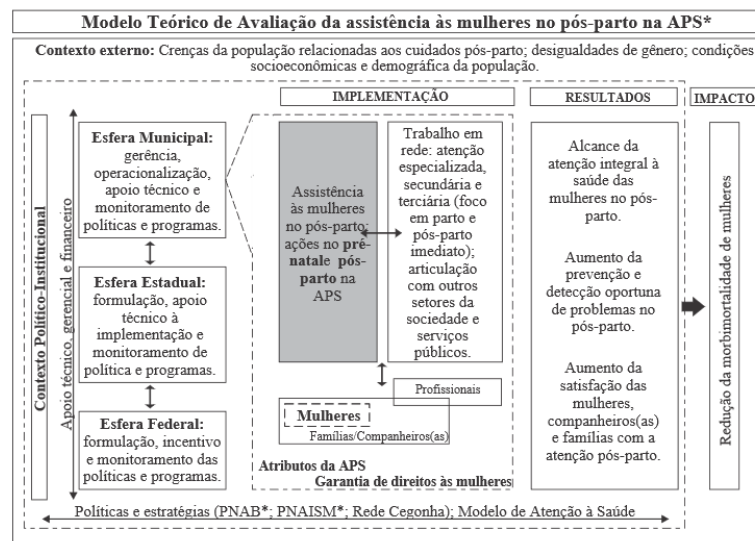 Modelo Teórico de Avaliação da assistência às mulheres no pós-parto na APS*
Contexto externo: Crenças da população relacionadas aos cuidados pós-parto; desigualdades de gênero; condições
socioeconômicas e demográfica da população.
Contexto Político-Institucional
Apoio técnico, gerencial e financeiro
Esfera Municipal:
gerência,
operacionalização,
apoio técnico e
monitoramento de
políticas e programas.
Esfera Estadual:
formulação, apoio
técnico à
implementação e
monitoramento de
política e programas.
Esfera Federal:
formulação, incentivo
e monitoramento das
políticas e programas.
IMPLEMENTAÇÃO
Assistência
às mulheres
no pós-parto:
ações no pré-
natale pós-
parto na
APS
Trabalho em
rede: atenção
especializada,
secundária e
terciária (foco
em parto e
pós-parto
imediato);
articulação
com outros
setores da
sociedade e
serviços
públicos.
Profissionais
Mulheres
Famílias/Companheiros(as)
Atributos da APS
Garantia de direitos às mulheres
RESULTADOS
Alcance da
atenção integral à
saúde das
mulheres no pós-
parto.
Aumento da
prevenção e
detecção oportuna
de problemas no
pós-parto.
Aumento da
satisfação das
mulheres,
companheiros(as)
e famílias com a
atenção pós-parto.
IMPACTO
Redução da morbimortalidade de mulheres
Políticas e estratégias (PNAB*; PNAISM*; Rede Cegonha); Modelo de Atenção à Saúde